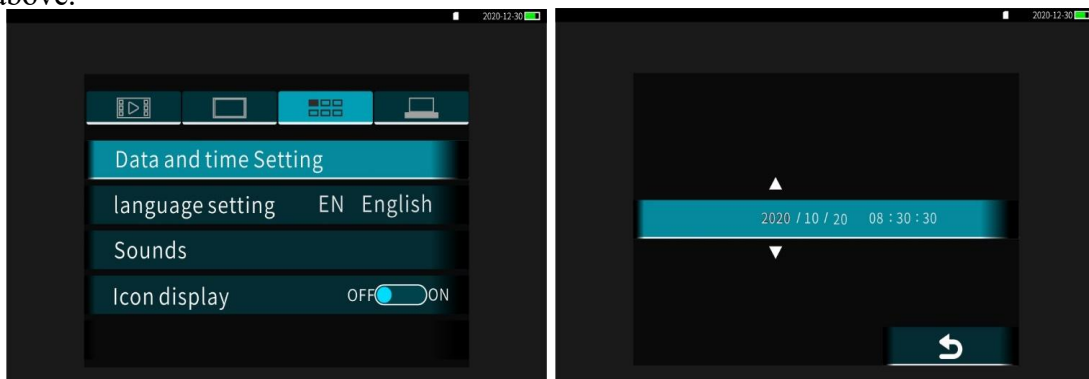 above.
2020-12-30
Data and time Setting
language setting EN English
Sounds
Icon display OFF ON
2020-12-30
2020 / 10 / 20 08 : 30 : 30